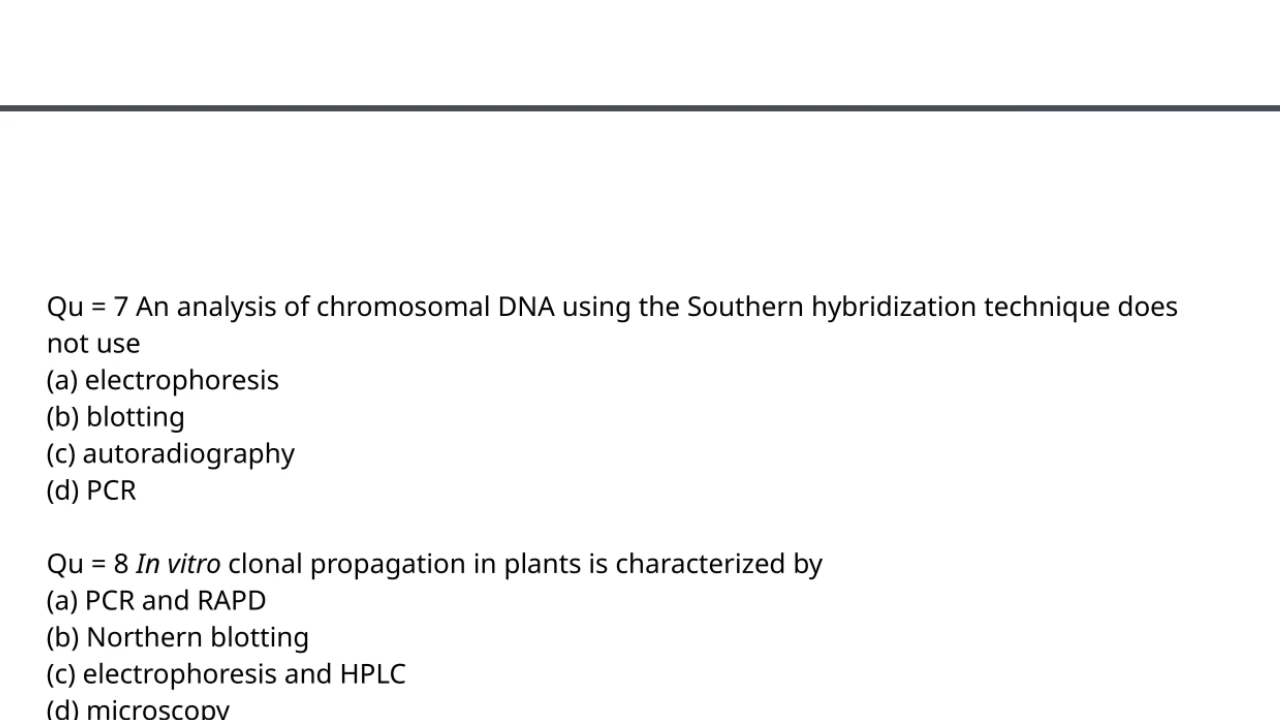 Qu = 7 An analysis of chromosomal DNA using the Southern hybridization technique does
not use
(a) electrophoresis
(b) blotting
(c) autoradiography
(d) PCR
Qu = 8 In vitro clonal propagation in plants is characterized by
(a) PCR and RAPD
(b) Northern blotting
(c) electrophoresis and HPLC
(d) microscopy